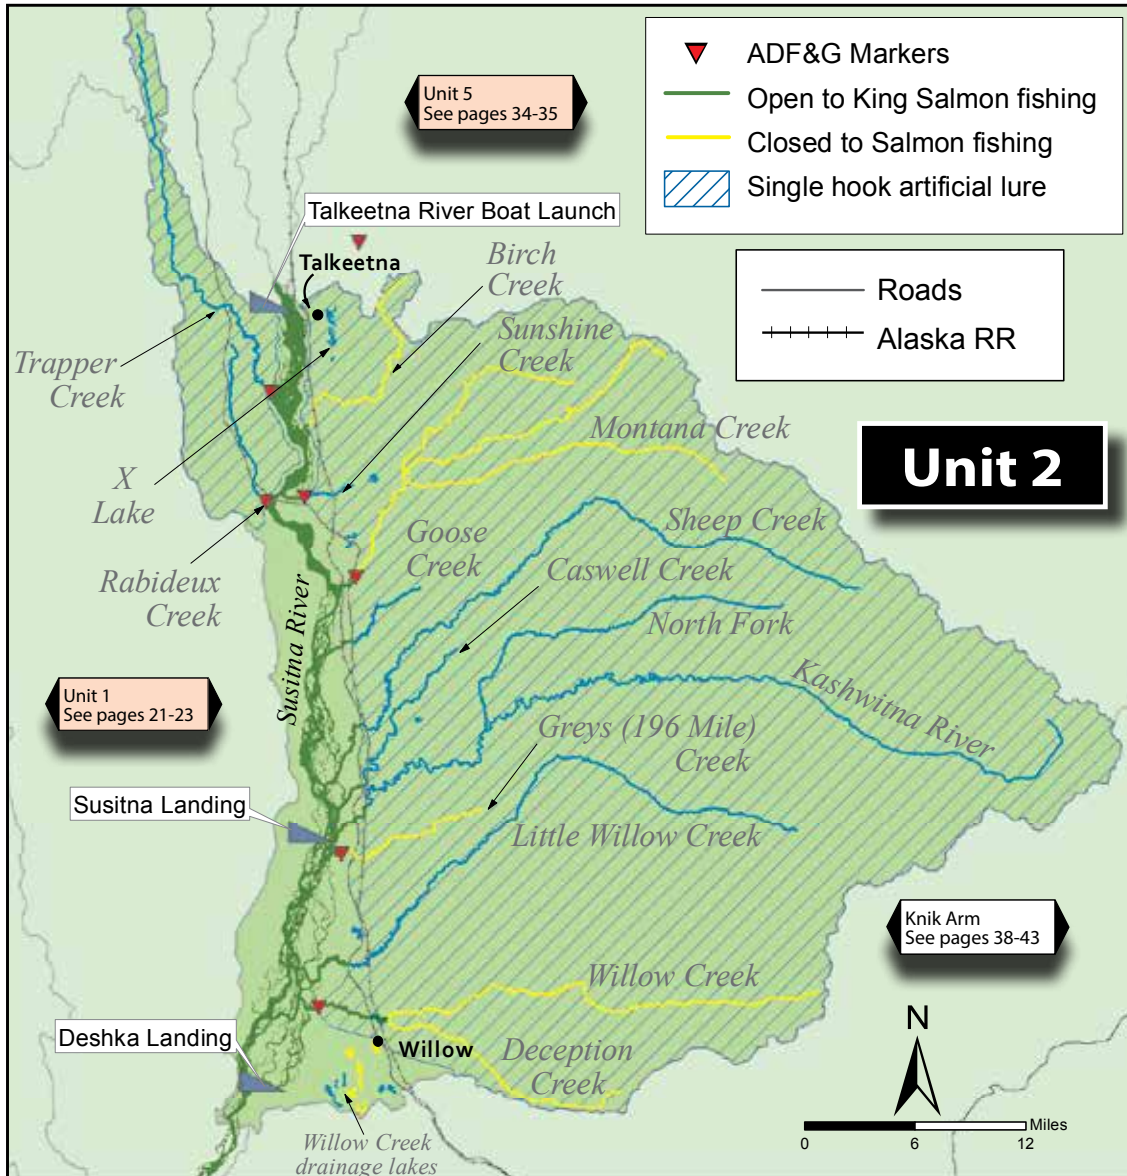 ADF&G Markers
Open to King Salmon fishing
Closed to Salmon fishing
Single hook artificial lure
Roads
Alaska RR
Unit 5
See pages 34-35
Talkeetna River Boat Launch
Talkeetna
Birch
Creek
Sunshine
Creek
Trapper
Creek
Montana Creek
Unit 2
X
Lake
Sheep Creek
Goose
Creek
Caswell Creek
Rabideux
Creek
North Fork
Susitna River
Kashwitna River
Unit 1
See pages 21-23
Greys (196 Mile)
Creek
Susitna Landing
Little Willow Creek
Knik Arm
See pages 38-43
Willow Creek
Deshka Landing
Willow
Deception
Creek
Willow Creek
drainage lakes
N
Miles
0 6 12